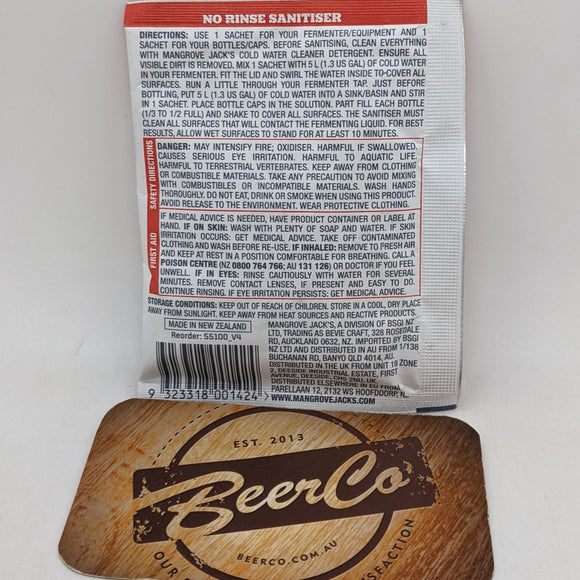 NO RINSE SANITISER
DIRECTIONS: USE 1 SACHET FOR YOUR FERMENTER/EQUIPMENT AND 1
SACHET FOR YOUR BOTTLES/CAPS. BEFORE SANITISING, CLEAN EVERYTHING
WITH MANGROVE JACK'S COLD WATER CLEANER DETERGENT. ENSURE ALL
VISIBLE DIRT IS REMOVED. MIX 1 SACHET WITH 5 L (1.3 US GAL) OF COLD WATER
IN YOUR FERMENTER. FIT THE LID AND SWIRL THE WATER INSIDE TO COVER ALL
SURFACES. RUN A LITTLE THROUGH YOUR FERMENTER TAP. JUST BEFORE
BOTTLING, PUT 5 L (1.3 US GAL) OF COLD WATER INTO A SINK/BASIN AND STIR
IN 1 SACHET. PLACE BOTTLE CAPS IN THE SOLUTION. PART FILL EACH BOTTLE
(1/3 TO 1/2 FULL) AND SHAKE TO COVER ALL SURFACES. THE SANITISER MUST
CLEAN ALL SURFACES THAT WILL CONTACT THE FERMENTING LIQUID. FOR BEST
RESULTS, ALLOW WET SURFACES TO STAND FOR AT LEAST 10 MINUTES.
SAFETY DIRECTIONS
DANGER: MAY INTENSIFY FIRE; OXIDISER. HARMFUL IF SWALLOWED.
CAUSES SERIOUS EYE IRRITATION. HARMFUL TO AQUATIC LIFE.
HARMFUL TO TERRESTRIAL VERTEBRATES. KEEP AWAY FROM CLOTHING
OR COMBUSTIBLE MATERIALS. TAKE ANY PRECAUTION TO AVOID MIXING
WITH COMBUSTIBLES OR INCOMPATIBLE MATERIALS. WASH HANDS
THOROUGHLY. DO NOT EAT, DRINK OR SMOKE WHEN USING THIS PRODUCT.
AVOID RELEASE TO THE ENVIRONMENT. WEAR PROTECTIVE CLOTHING.
FIRST AID
IF MEDICAL ADVICE IS NEEDED, HAVE PRODUCT CONTAINER OR LABEL AT
HAND. IF ON SKIN: WASH WITH PLENTY OF SOAP AND WATER. IF SKIN
IRRITATION OCCURS: GET MEDICAL ADVICE. TAKE OFF CONTAMINATED
CLOTHING AND WASH BEFORE RE-USE. IF INHALED: REMOVE TO FRESH AIR
AND KEEP AT REST IN A POSITION COMFORTABLE FOR BREATHING. CALL A
POISON CENTRE (NZ 0800 764 766; AU 131 126) OR DOCTOR IF YOU FEEL
UNWELL. IF IN EYES: RINSE CAUTIOUSLY WITH WATER FOR SEVERAL
MINUTES. REMOVE CONTACT LENSES, IF PRESENT AND EASY TO DO.
CONTINUE RINSING. IF EYE IRRITATION PERSISTS: GET MEDICAL ADVICE.
STORAGE CONDITIONS: KEEP OUT OF REACH OF CHILDREN. STORE IN A COOL, DRY PLACE
AWAY FROM SUNLIGHT. KEEP AWAY FROM HEAT SOURCES AND REACTIVE PRODUCTS.
MADE IN NEW ZEALAND
Reorder: 55100_V4
9 323318 001424 >
MANGROVE JACK'S, A DIVISION OF BSGI NZ
LTD, TRADING AS BEVIE CRAFT, 328 ROSEDALE
RD, AUCKLAND 0632, NZ. IMPORTED BY BSGI
NZ LTD AND DISTRIBUTED IN AU FROM 1/138
BUCHANAN RD, BANYO QLD 4014, AU.
DISTRIBUTED IN THE UK FROM UNIT 19 ZONE
2, DEESIDE INDUSTRIAL ESTATE, FIRST
AVENUE, DEESIDE, CH5 2NU, UK.
DISTRIBUTED ELSEWHERE IN EU FROM
PARELLAAN 12, 2132 WS HOOFDDORP, N
WWW.MANGROVEJACKS.COM
EST. 2013
BeerCo
BEERCO.COM.AU
OUR